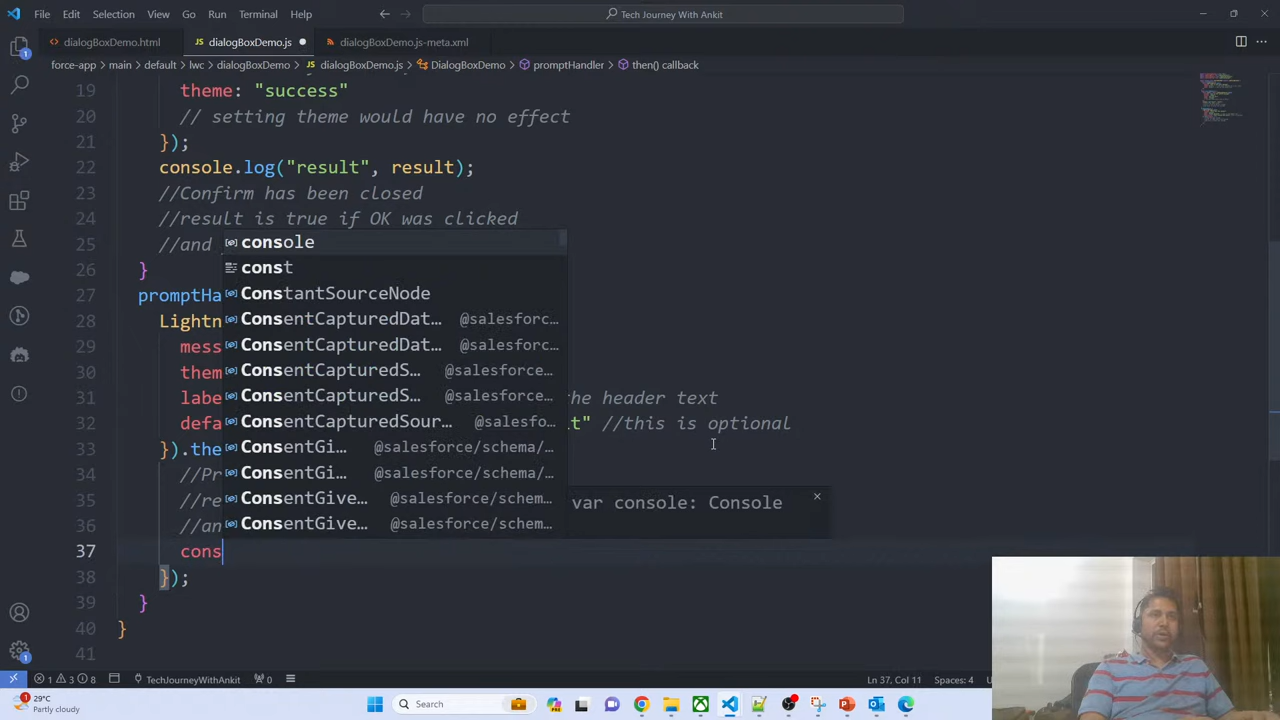 File Edit Selection View Go Run Terminal Help
Tech Journey With Ankit
dialogBoxDemo.html
dialogBoxDemo.js
dialogBoxDemo.js-meta.xml
force-app > main > default > lwc > dialogBoxDemo > dialogBoxDemo.js > DialogBoxDemo > promptHandler > then() callback
19 theme: "success"
20 // setting theme would have no effect
21 });
22 console.log("result", result);
23 //Confirm has been closed
24 //result is true if OK was clicked
25 //and
26 }
27 promptHa
28 Lightn
29 mess
30 them
31 labe he header text
32 defa lt" //this is optional
33 }).the
34 //Pr
35 //re
36 //an
37 cons
38 });
39 }
40 }
41
console
const
ConstantSourceNode
ConsentCapturedDat... @salesforc...
ConsentCapturedDat... @salesforc...
ConsentCapturedS... @salesforce...
ConsentCapturedS... @salesforce...
ConsentCapturedSour... @salesfo...
ConsentGi... @salesforce/schema/...
ConsentGi... @salesforce/schema/...
ConsentGive... @salesforce/schem...
ConsentGive... @salesforce/schem...
var console: Console
1 3 8 TechJourneyWithAnkit 0
Ln 37, Col 11 Spaces: 4
29°C
Partly cloudy
Search